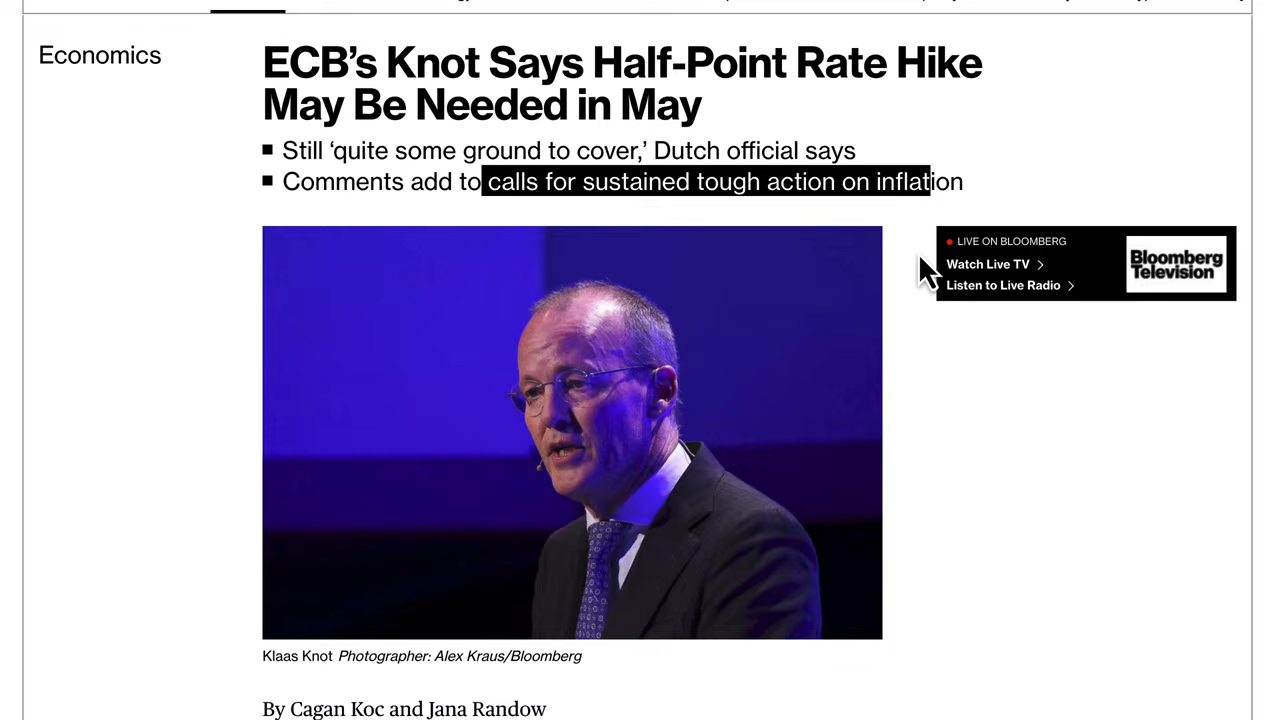 Economics
ECB’s Knot Says Half-Point Rate Hike
May Be Needed in May
Still ‘quite some ground to cover,’ Dutch official says
Comments add to calls for sustained tough action on inflation
LIVE ON BLOOMBERG
Watch Live TV
Listen to Live Radio
Bloomberg
Television
Klaas Knot Photographer: Alex Kraus/Bloomberg
By Cagan Koc and Jana Randow